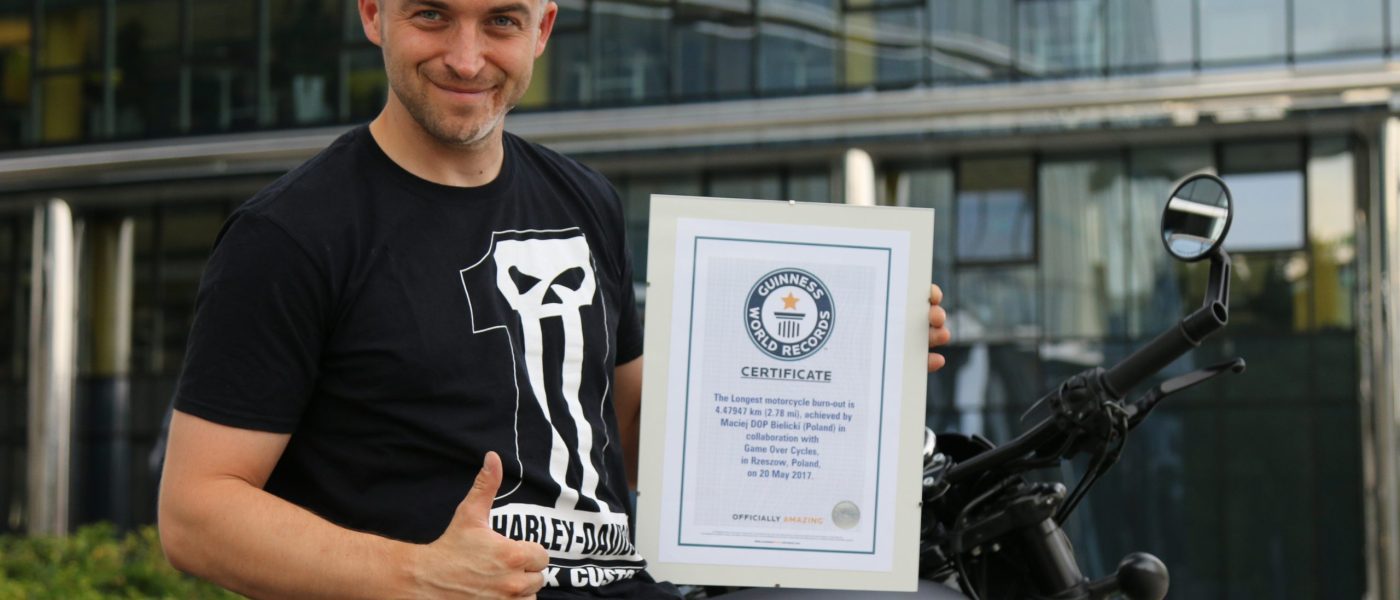 GUINNESS
WORLD RECORDS
CERTIFICATE
The Longest motorcycle burn-out is
4.47947 km (2.78 mi), achieved by
Maciej DOP Bielicki (Poland) in
collaboration with
Game Over Cycles,
in Rzeszow, Poland,
on 20 May 2017.
OFFICIALLY AMAZING
HARLEY-DAVID
K CUSTO